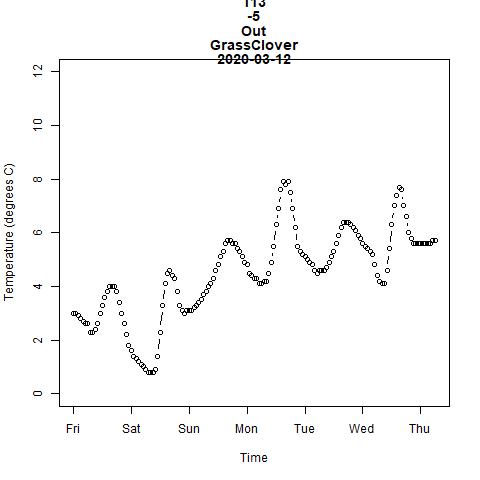 T13
-5
Out
GrassClover
2020-03-12
Temperature (degrees C)
12
10
8
6
4
2
0
Fri Sat Sun Mon Tue Wed Thu
Time